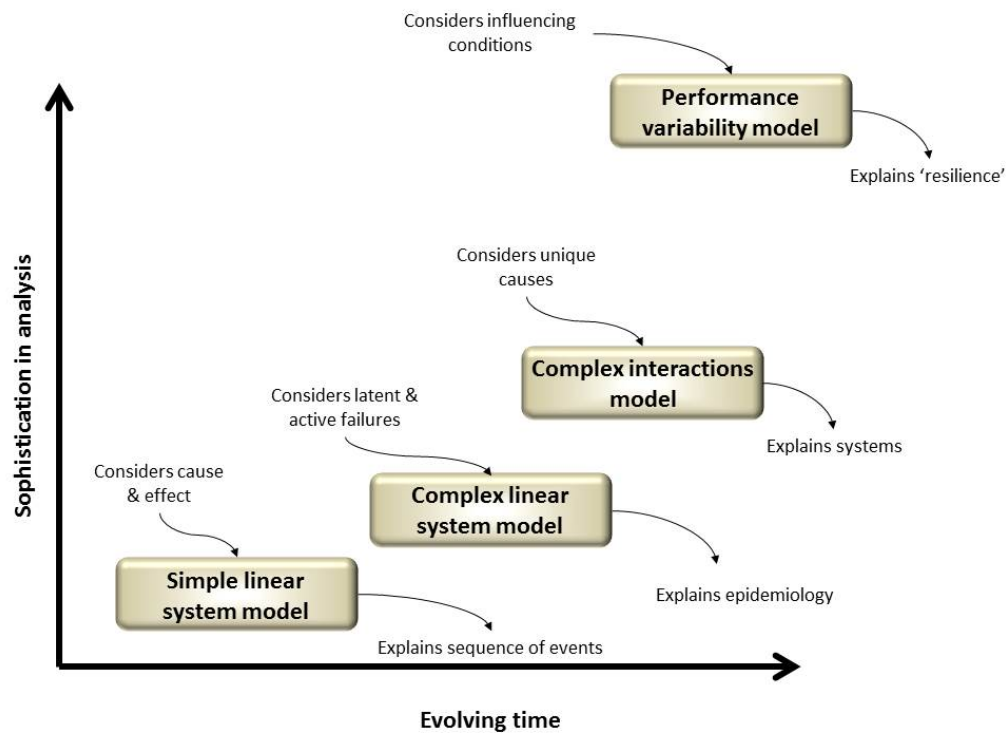 Considers influencing
conditions
Performance
variability model
Explains ‘resilience’
Sophistication in analysis
Considers unique
causes
Complex interactions
model
Explains systems
Considers latent &
active failures
Complex linear
system model
Explains epidemiology
Considers cause
& effect
Simple linear
system model
Explains sequence of events
Evolving time